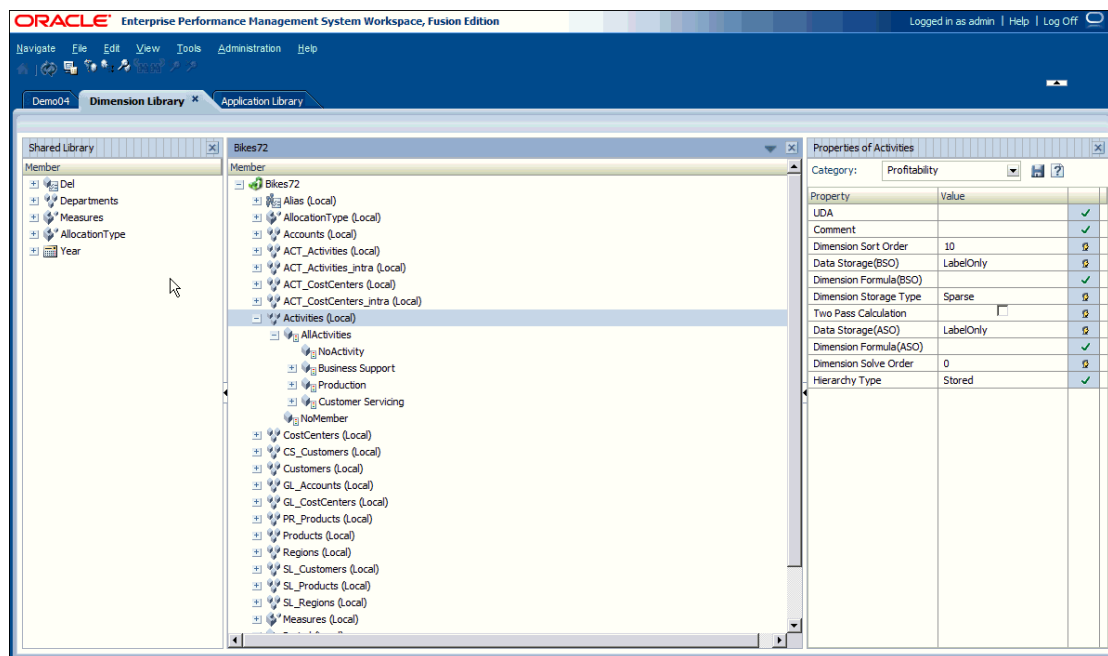 ORACLE Enterprise Performance Management System Workspace, Fusion Edition
Logged in as admin | Help | Log Off
Navigate File Edit View Tools Administration Help
Demo04 Dimension Library Application Library
Shared Library
Member
Del
Departments
Measures
AllocationType
Year
Bikes72
Member
Bikes72
Alias (Local)
AllocationType (Local)
Accounts (Local)
ACT_Activities (Local)
ACT_Activities_intra (Local)
ACT_CostCenters (Local)
ACT_CostCenters_intra (Local)
Activities (Local)
AllActivities
NoActivity
Business Support
Production
Customer Servicing
NoMember
CostCenters (Local)
CS_Customers (Local)
Customers (Local)
GL_Accounts (Local)
GL_CostCenters (Local)
PR_Products (Local)
Products (Local)
Regions (Local)
SL_Customers (Local)
SL_Products (Local)
SL_Regions (Local)
Measures (Local)
Properties of Activities
Category: Profitability
Property Value
UDA
Comment
Dimension Sort Order 10
Data Storage(BSO) LabelOnly
Dimension Formula(BSO)
Dimension Storage Type Sparse
Two Pass Calculation
Data Storage(ASO) LabelOnly
Dimension Formula(ASO)
Dimension Solve Order 0
Hierarchy Type Stored